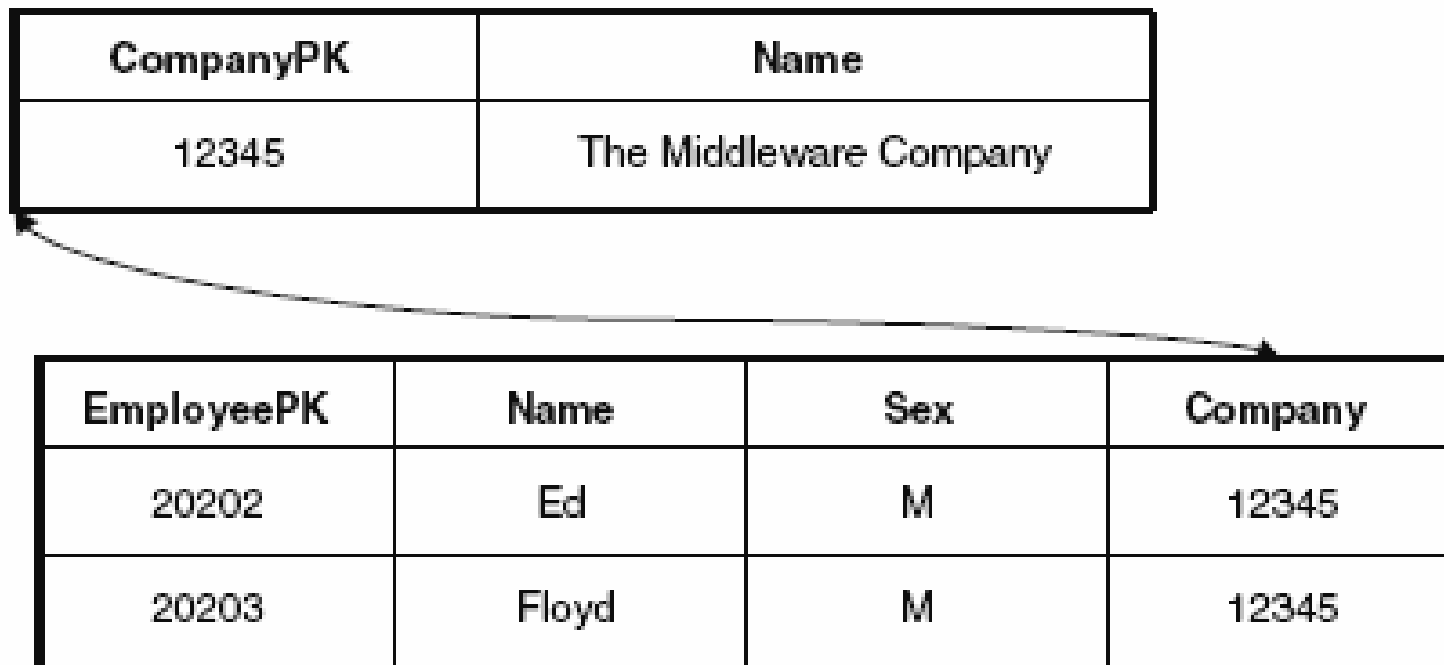 CompanyPK Name
12345 The Middleware Company
EmployeePK Name Sex Company
20202 Ed M 12345
20203 Floyd M 12345